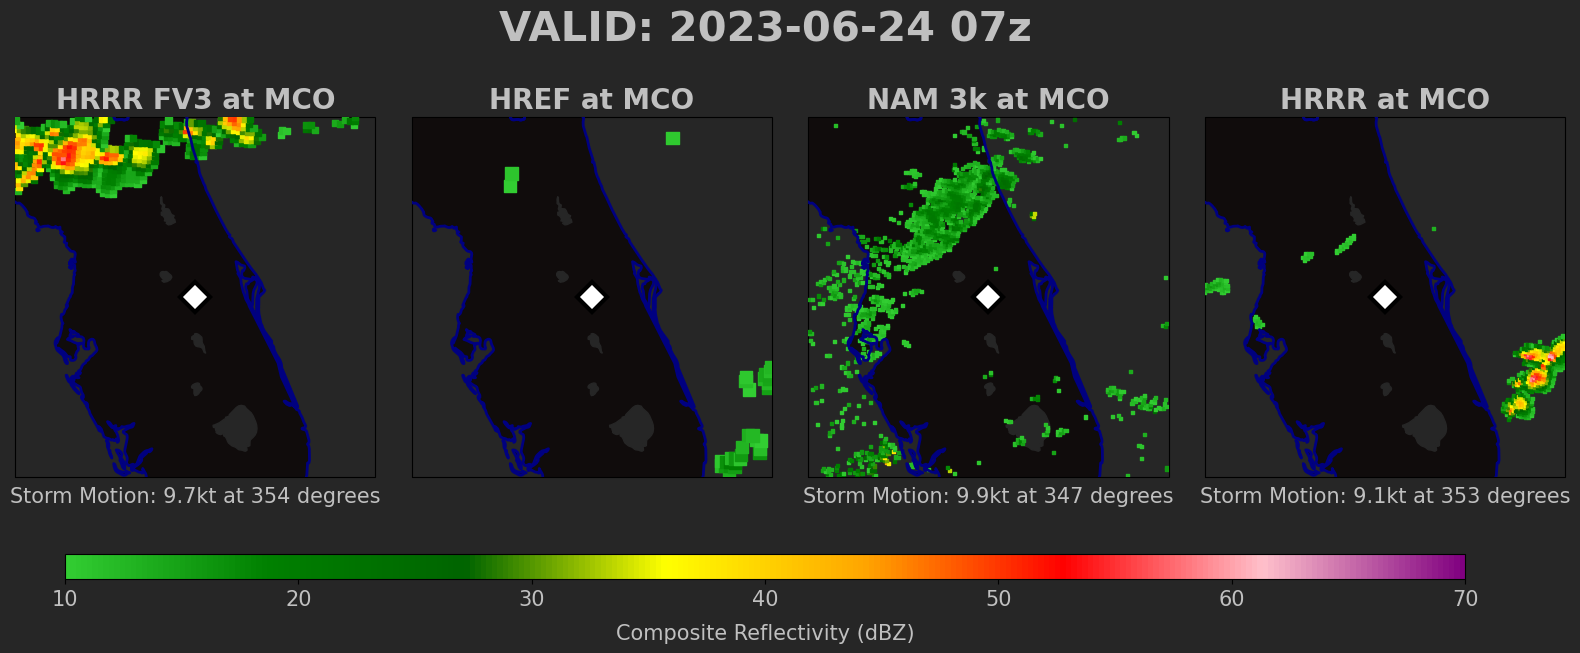 VALID: 2023-06-24 07z
HRRR FV3 at MCO
HREF at MCO
NAM 3k at MCO
HRRR at MCO
Storm Motion: 9.7kt at 354 degrees
Storm Motion: 9.9kt at 347 degrees
Storm Motion: 9.1kt at 353 degrees
10 20 30 40 50 60 70
Composite Reflectivity (dBZ)